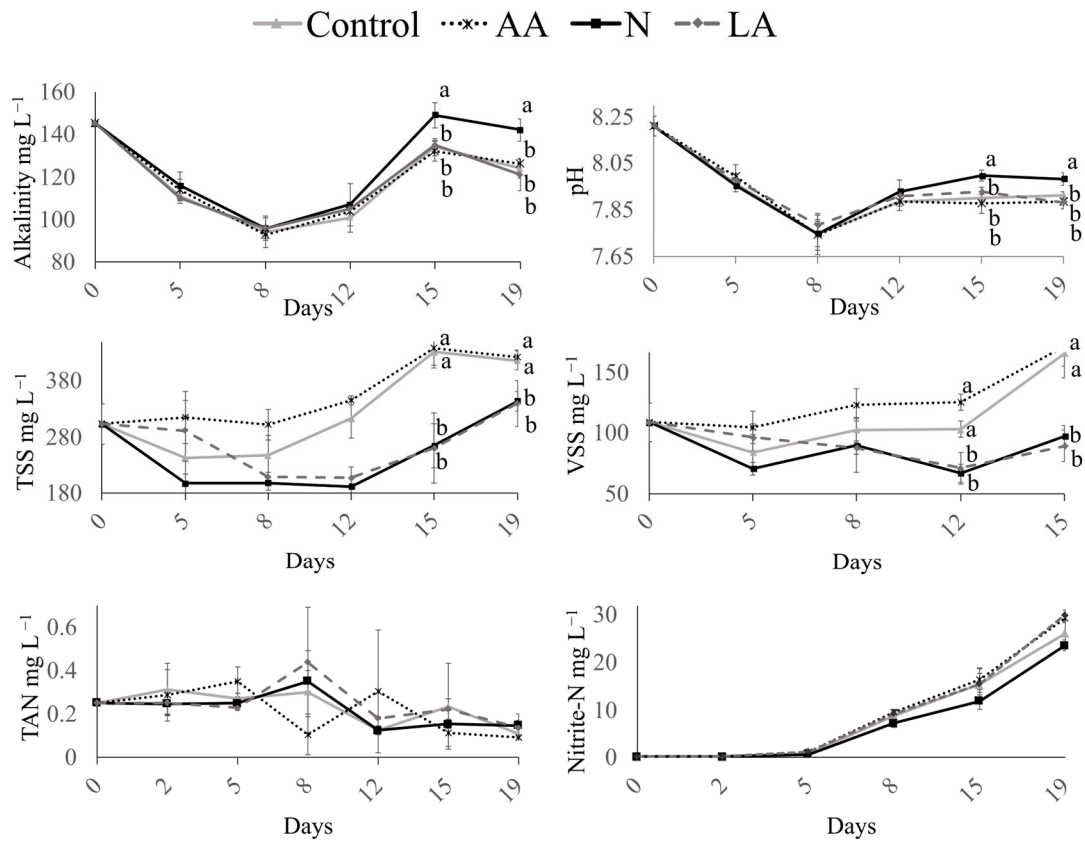 Control AA N LA
Alkalinity mg L⁻¹
160
140
120
100
80
a
b
b
b
a
b
b
b
0 5 8 12 15 19
Days
pH
8.25
8.05
7.85
7.65
a
b
b
b
a
b
b
b
0 5 8 12 15 19
Days
TSS mg L⁻¹
380
280
180
a
a
b
b
a
a
b
b
0 5 8 12 15 19
Days
VSS mg L⁻¹
150
100
50
a
a
b
b
a
a
b
b
0 5 8 12 15
Days
TAN mg L⁻¹
0.6
0.4
0.2
0
0 2 5 8 12 15 19
Days
Nitrite-N mg L⁻¹
30
20
10
0
0 2 5 8 15 19
Days